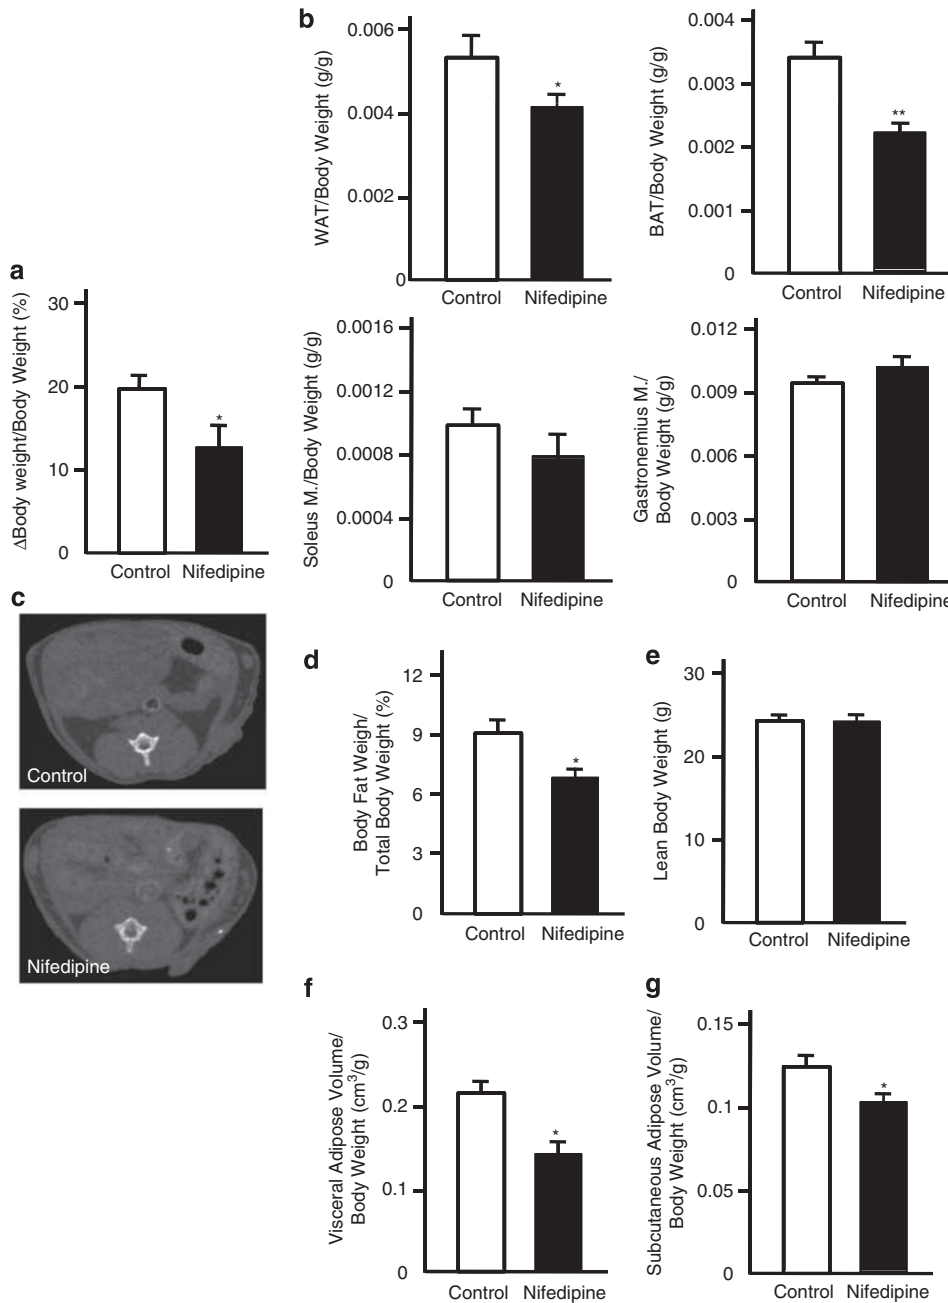 a
ΔBody weight/Body Weight (%)
30
20
10
0
*
Control Nifedipine
b
WAT/Body Weight (g/g)
0.006
0.004
0.002
0
*
Control Nifedipine
BAT/Body Weight (g/g)
0.004
0.003
0.002
0.001
0
**
Control Nifedipine
Soleus M./Body Weight (g/g)
0.0016
0.0012
0.0008
0.0004
0
Control Nifedipine
Gastronemius M./
Body Weight (g/g)
0.012
0.009
0.006
0.003
0
Control Nifedipine
c
Control
Nifedipine
d
Body Fat Weigh/
Total Body Weight (%)
12
9
6
3
0
*
Control Nifedipine
e
Lean Body Weight (g)
30
20
10
0
Control Nifedipine
f
Visceral Adipose Volume/
Body Weight (cm³/g)
0.3
0.2
0.1
0
*
Control Nifedipine
g
Subcutaneous Adipose Volume/
Body Weight (cm³/g)
0.15
0.1
0.05
0
*
Control Nifedipine